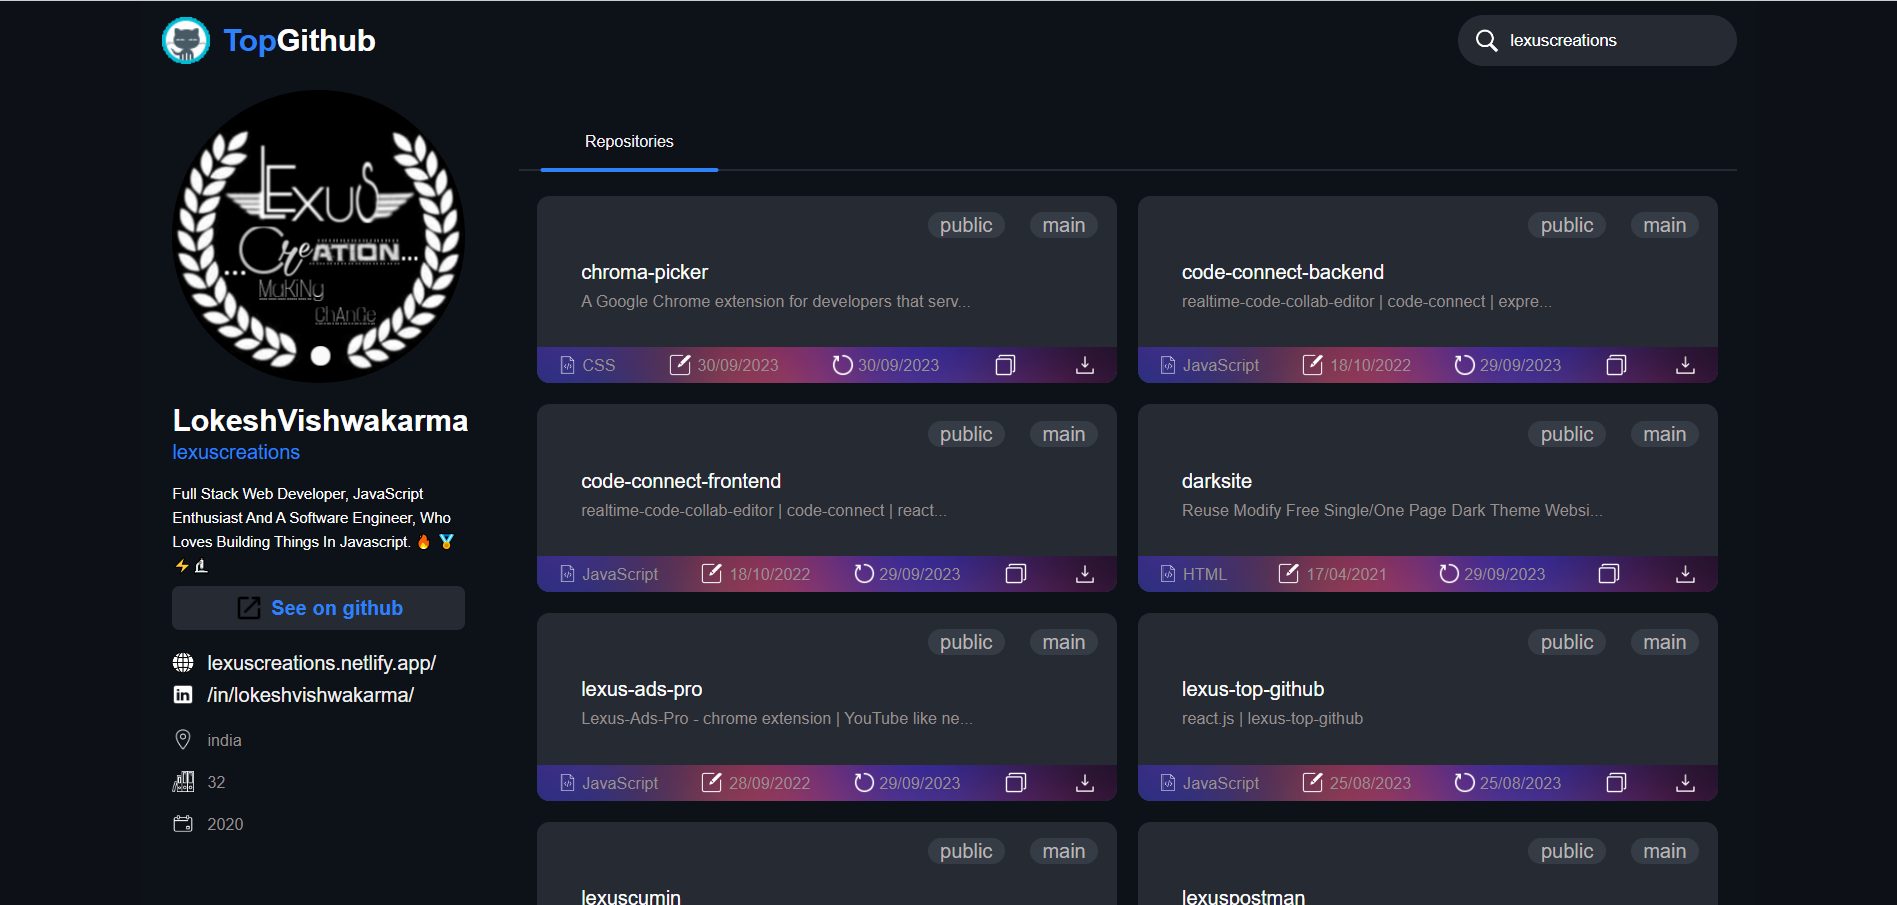 TopGithub
lexuscreations
LEXUS
CreATION...
MaKiNg
ChAnGe
LokeshVishwakarma
lexuscreations
Full Stack Web Developer, JavaScript
Enthusiast And A Software Engineer, Who
Loves Building Things In Javascript. 🔥 🏅
⚡ 🔬
See on github
lexuscreations.netlify.app/
/in/lokeshvishwakarma/
india
32
2020
Repositories
public main
chroma-picker
A Google Chrome extension for developers that serv...
CSS 30/09/2023 30/09/2023
public main
code-connect-backend
realtime-code-collab-editor | code-connect | expre...
JavaScript 18/10/2022 29/09/2023
public main
code-connect-frontend
realtime-code-collab-editor | code-connect | react...
JavaScript 18/10/2022 29/09/2023
public main
darksite
Reuse Modify Free Single/One Page Dark Theme Websi...
HTML 17/04/2021 29/09/2023
public main
lexus-ads-pro
Lexus-Ads-Pro - chrome extension | YouTube like ne...
JavaScript 28/09/2022 29/09/2023
public main
lexus-top-github
react.js | lexus-top-github
JavaScript 25/08/2023 25/08/2023
public main
lexuscumin
public main
lexuspostman